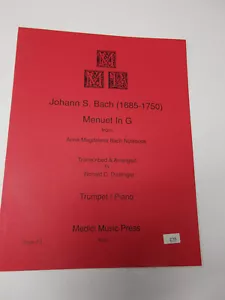 Johann S. Bach (1685-1750)
Menuet in G
from
Anna Magdalena Bach Notebook
Transcribed & Arranged
by
Trumpet - Piano
Medici Music Press